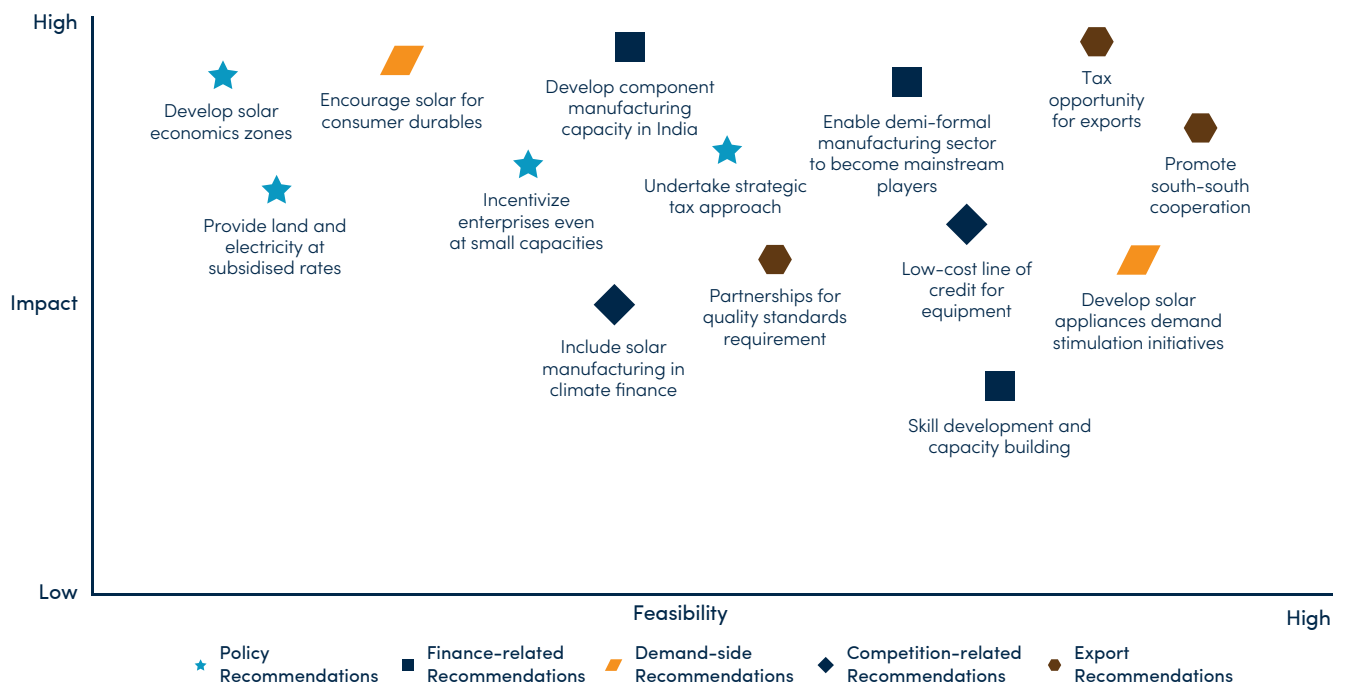 High
Develop solar
economics zones
Encourage solar for
consumer durables
Develop component
manufacturing
capacity in India
Enable demi-formal
manufacturing sector
to become mainstream
players
Tax
opportunity
for exports
Promote
south-south
cooperation
Provide land and
electricity at
subsidised rates
Incentivize
enterprises even
at small capacities
Undertake strategic
tax approach
Low-cost line of
credit for
equipment
Impact
Partnerships for
quality standards
requirement
Develop solar
appliances demand
stimulation initiatives
Include solar
manufacturing in
climate finance
Skill development and
capacity building
Low
Feasibility
High
Policy
Recommendations
Finance-related
Recommendations
Demand-side
Recommendations
Competition-related
Recommendations
Export
Recommendations